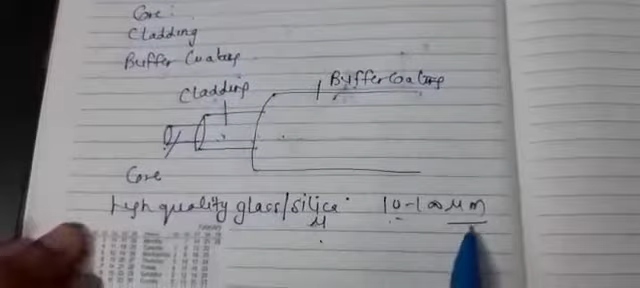 Core:
Cladding
Buffer Coating
Buffer Coating
Cladding
Core
high quality glass/silica 10-100 μm
μ